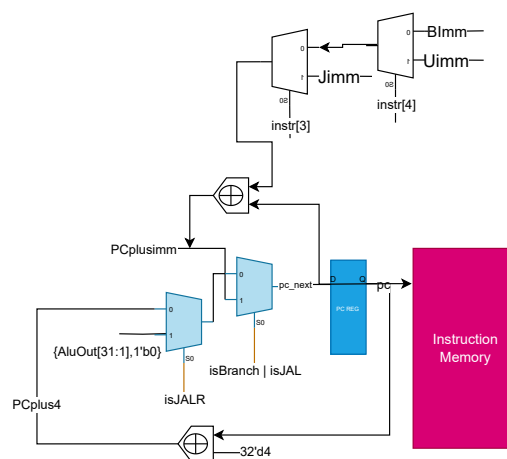 BImm
0
Uimm
1
S0
instr[4]
0
Jimm
1
S0
instr[3]
PCplusimm
0
1
S0
pc_next
D
Q
pc
PC REG
Instruction
Memory
0
1
S0
{AluOut[31:1],1'b0}
isBranch | isJAL
isJALR
PCplus4
32'd4